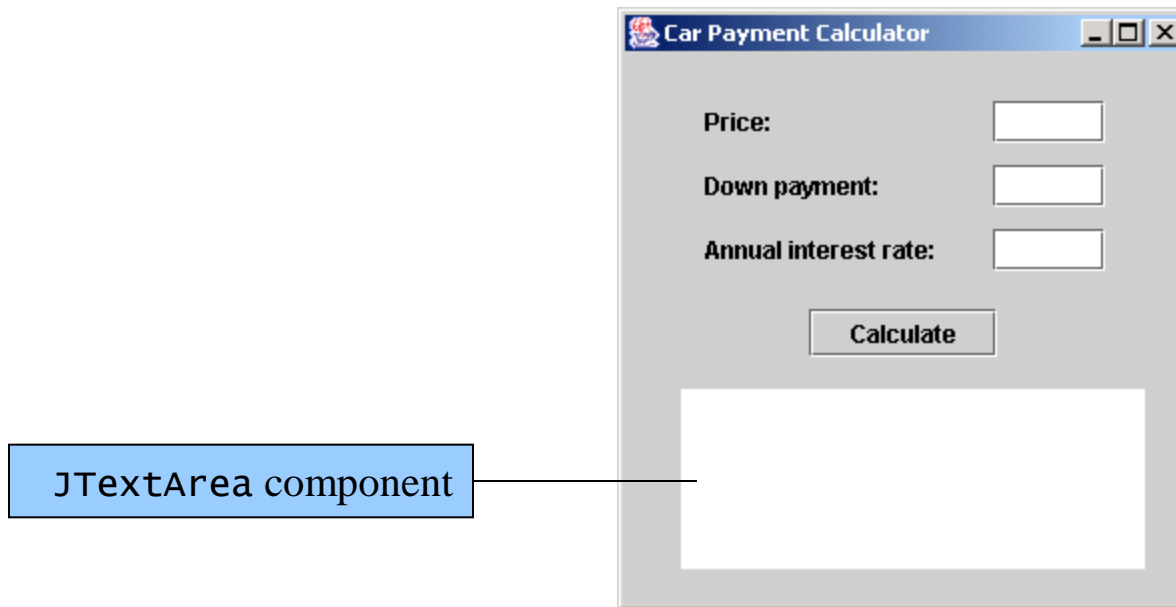 Car Payment Calculator
Price:
Down payment:
Annual interest rate:
Calculate
JTextArea component